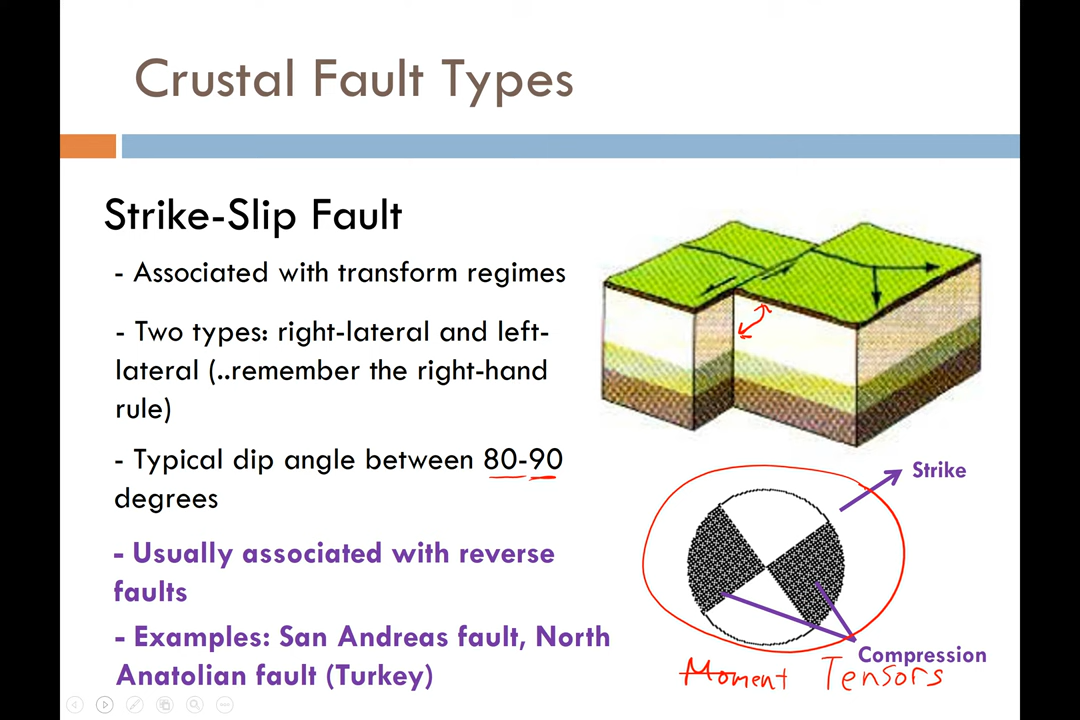 Crustal Fault Types
Strike-Slip Fault
- Associated with transform regimes
- Two types: right-lateral and left-
lateral (..remember the right-hand
rule)
- Typical dip angle between 80-90
degrees
- Usually associated with reverse
faults
- Examples: San Andreas fault, North
Anatolian fault (Turkey)
Strike
Compression
Moment Tensors